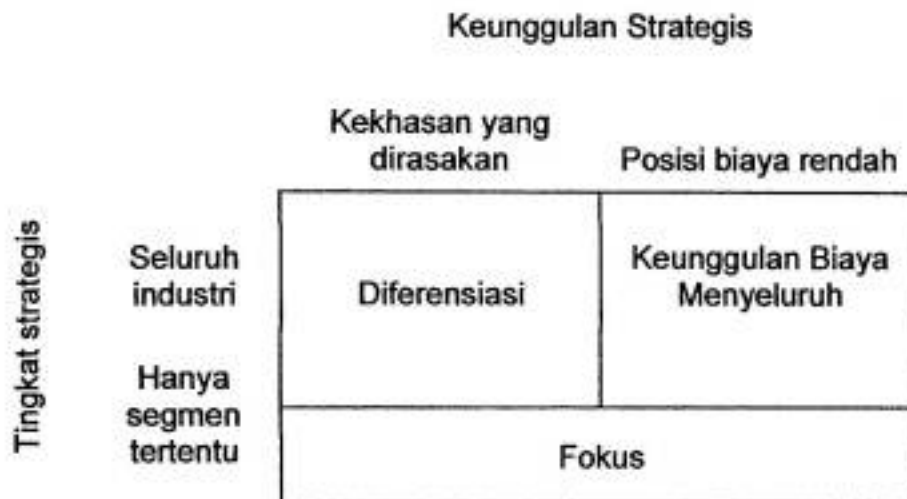 Keunggulan Strategis
Kekhasan yang
dirasakan
Posisi biaya rendah
Tingkat strategis
Seluruh
industri
Diferensiasi
Keunggulan Biaya
Menyeluruh
Hanya
segmen
tertentu
Fokus